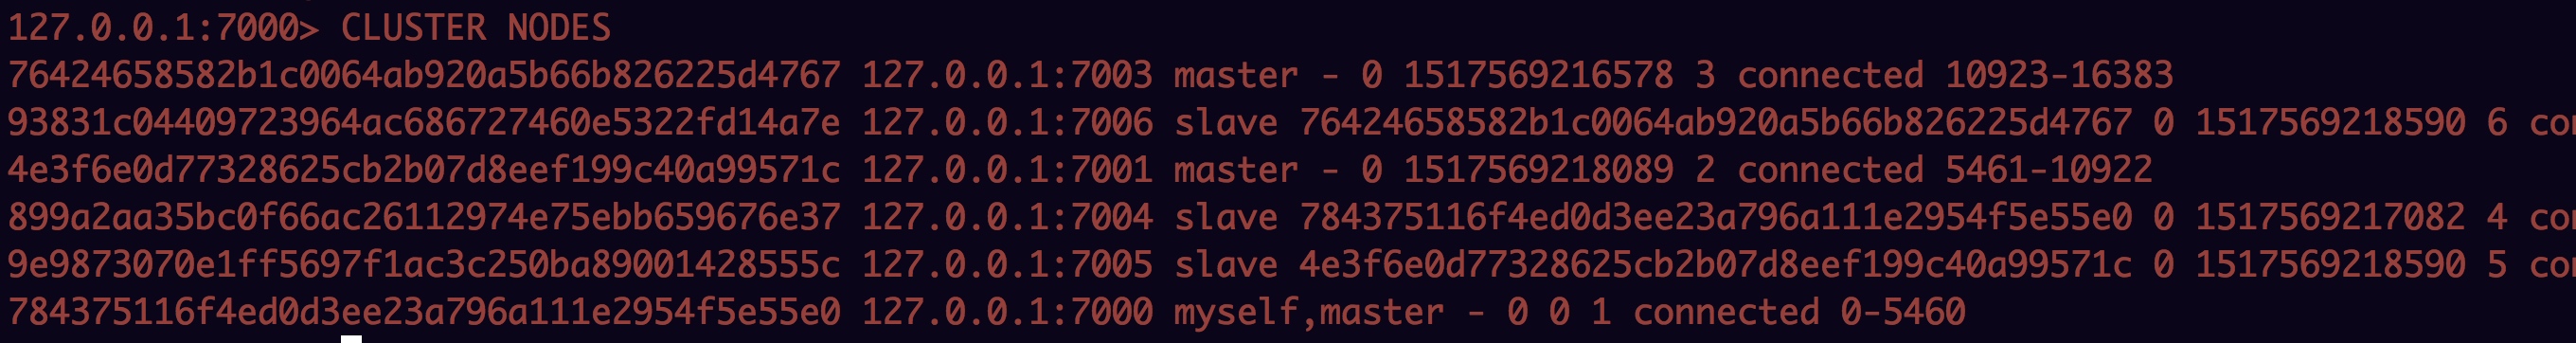 127.0.0.1:7000> CLUSTER NODES
76424658582b1c0064ab920a5b66b826225d4767 127.0.0.1:7003 master - 0 1517569216578 3 connected 10923-16383
93831c04409723964ac686727460e5322fd14a7e 127.0.0.1:7006 slave 76424658582b1c0064ab920a5b66b826225d4767 0 1517569218590 6 co
4e3f6e0d77328625cb2b07d8eef199c40a99571c 127.0.0.1:7001 master - 0 1517569218089 2 connected 5461-10922
899a2aa35bc0f66ac26112974e75ebb659676e37 127.0.0.1:7004 slave 784375116f4ed0d3ee23a796a111e2954f5e55e0 0 1517569217082 4 co
9e9873070e1ff5697f1ac3c250ba89001428555c 127.0.0.1:7005 slave 4e3f6e0d77328625cb2b07d8eef199c40a99571c 0 1517569218590 5 co
784375116f4ed0d3ee23a796a111e2954f5e55e0 127.0.0.1:7000 myself,master - 0 0 1 connected 0-5460